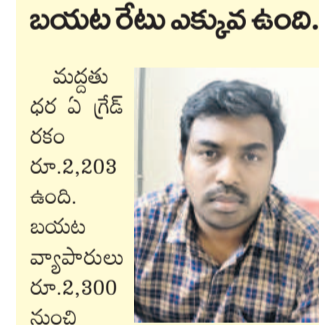 బయట రేటు ఎక్కువ ఉంది.
మద్దతు
ధర ఏ గ్రేడ్
రకం
రూ.2,203
ఉంది.
బయట
వ్యాపారులు
రూ.2,300
నుంచి